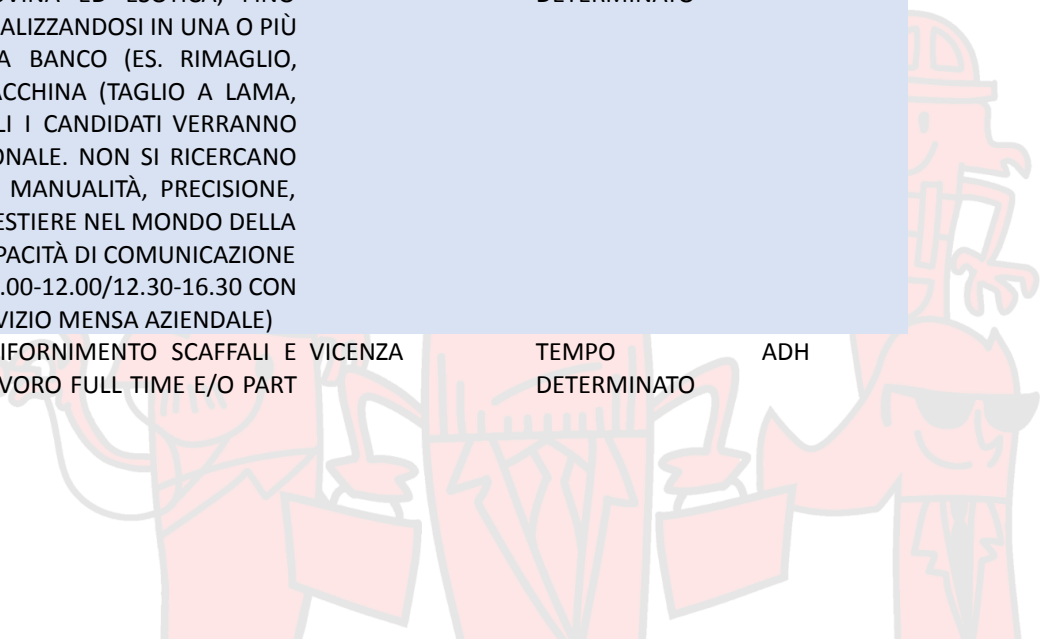 DETERMINATO
ALIZZANDOSI IN UNA O PIÙ
A BANCO (ES. RIMAGLIO,
ACCHINA (TAGLIO A LAMA,
LI I CANDIDATI VERRANNO
ONALE. NON SI RICERCANO
MANUALITÀ, PRECISIONE,
ESTIERE NEL MONDO DELLA
PACITÀ DI COMUNICAZIONE
.00-12.00/12.30-16.30 CON
VIZIO MENSA AZIENDALE)
IFORNIMENTO SCAFFALI E VICENZA TEMPO ADH
VORO FULL TIME E/O PART DETERMINATO